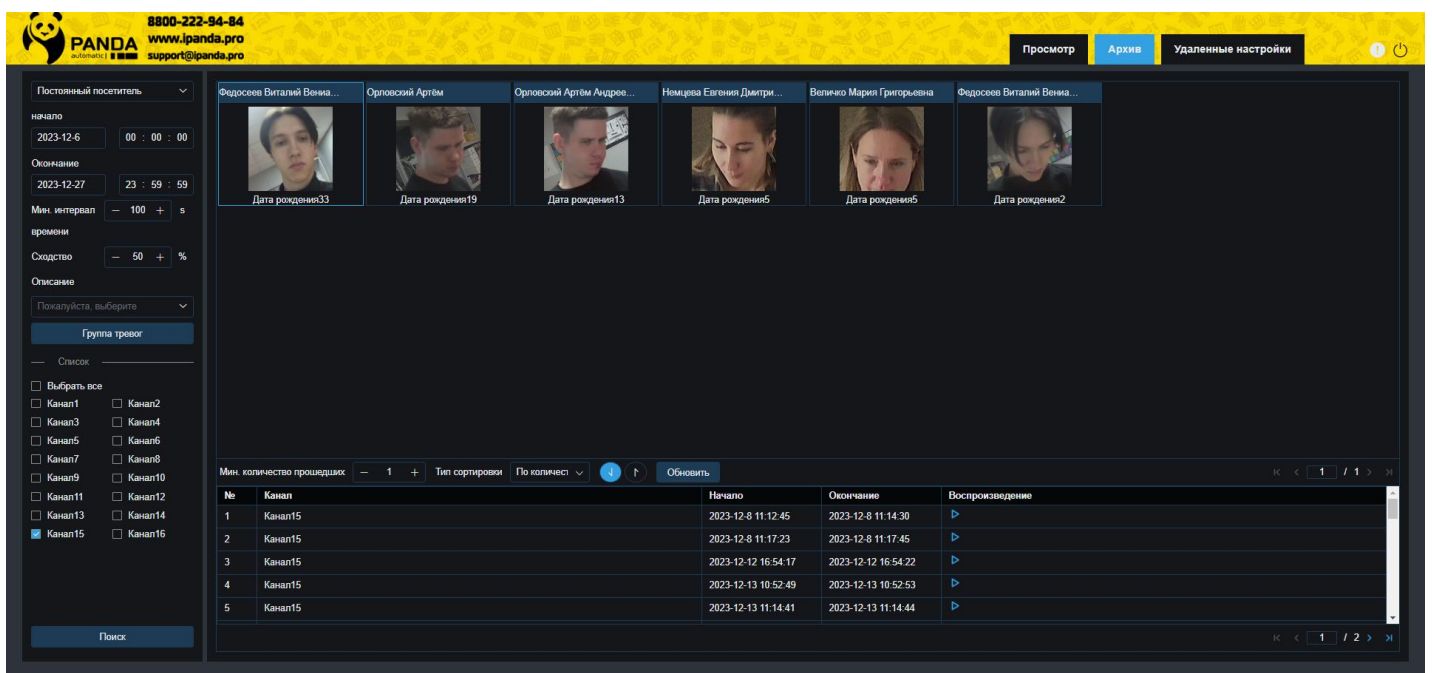 8800-222-94-84
www.ipanda.pro
support@ipanda.pro
PANDA
automatic
Просмотр
Архив
Удаленные настройки
Постоянный посетитель
начало
2023-12-6 00 : 00 : 00
Окончание
2023-12-27 23 : 59 : 59
Мин. интервал — 100 + s
времени
Сходство — 50 + %
Описание
Пожалуйста, выберите
Группа тревог
Список
Выбрать все
Канал1 Канал2
Канал3 Канал4
Канал5 Канал6
Канал7 Канал8
Канал9 Канал10
Канал11 Канал12
Канал13 Канал14
Канал15 Канал16
Поиск
Федосеев Виталий Вениа... Орловский Артём Орловский Артём Андрее... Немцева Евгения Дмитри... Величко Мария Григорьевна Федосеев Виталий Вениа...
Дата рождения33 Дата рождения19 Дата рождения13 Дата рождения5 Дата рождения5 Дата рождения2
Мин. количество прошедших — 1 + Тип сортировки По количест Обновить 1 / 1
№ Канал Начало Окончание Воспроизведение
1 Канал15 2023-12-8 11:12:45 2023-12-8 11:14:30
2 Канал15 2023-12-8 11:17:23 2023-12-8 11:17:45
3 Канал15 2023-12-12 16:54:17 2023-12-12 16:54:22
4 Канал15 2023-12-13 10:52:49 2023-12-13 10:52:53
5 Канал15 2023-12-13 11:14:41 2023-12-13 11:14:44
1 / 2